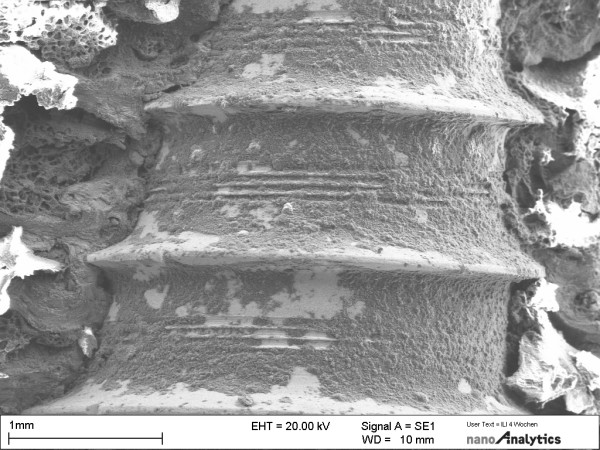 1mm
EHT = 20.00 kV
Signal A = SE1
WD = 10 mm
User Text = ILI 4 Wochen
nanoAnalytics